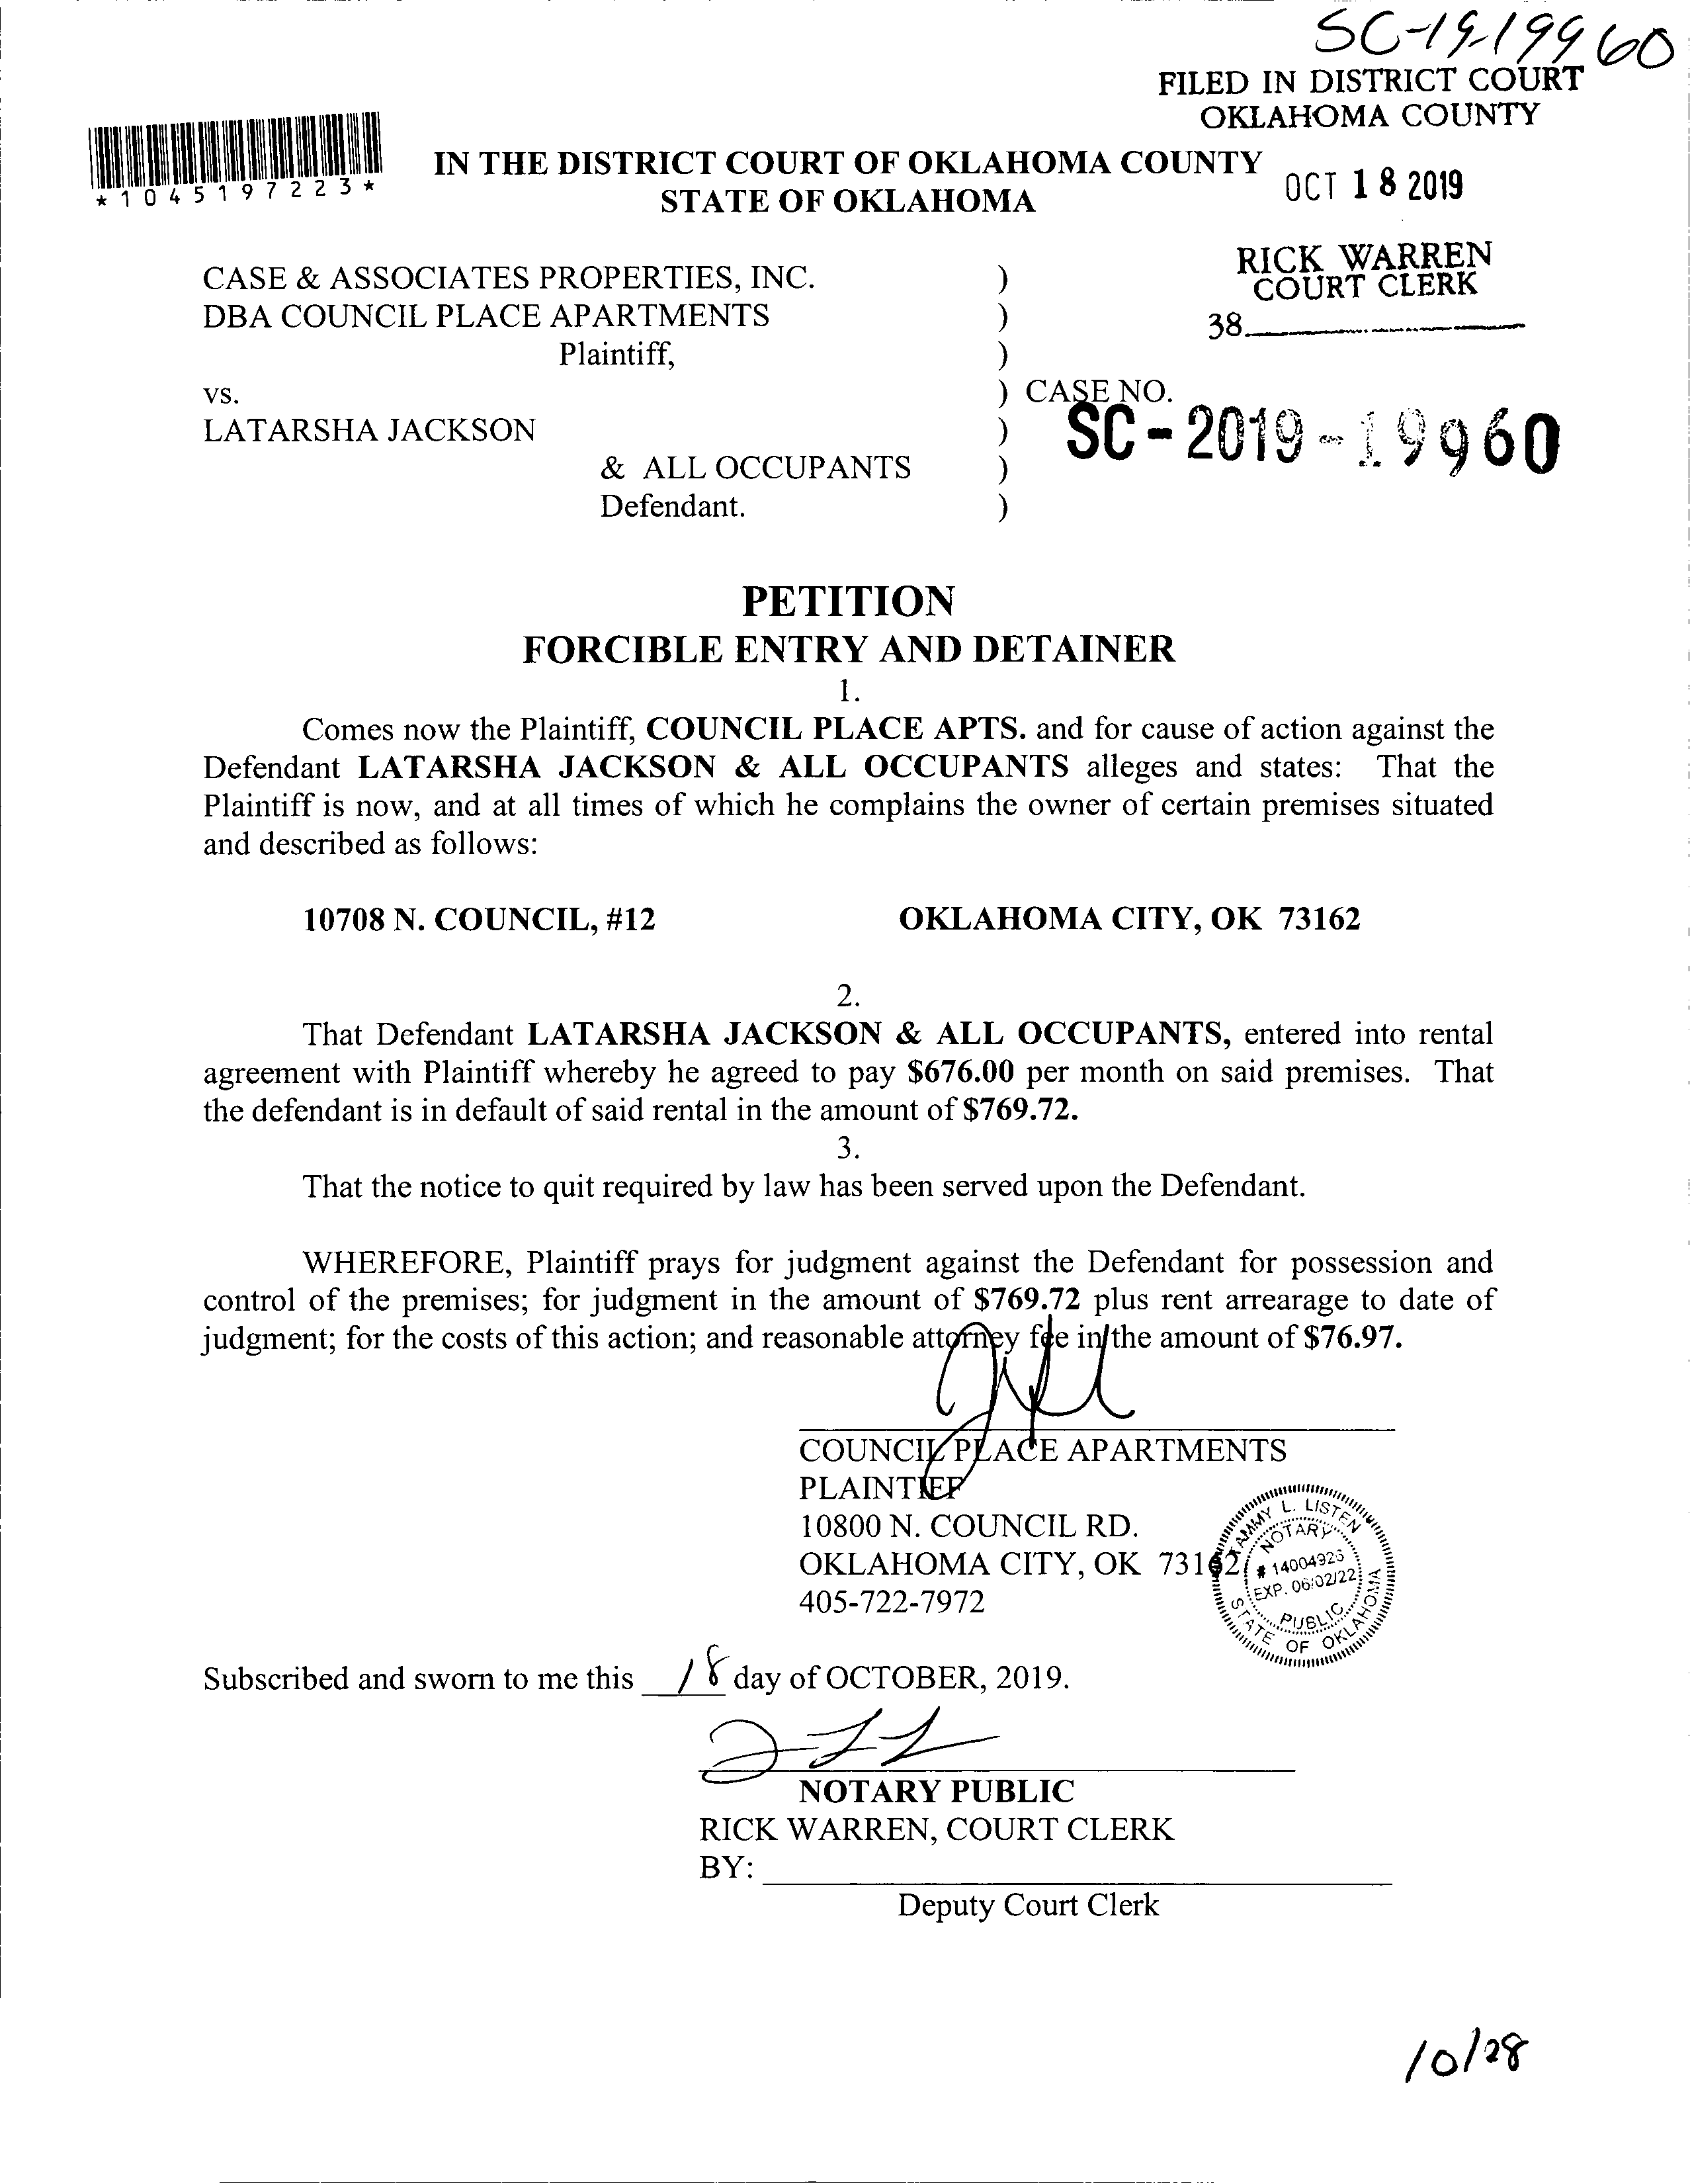 SC-19-19960
FILED IN DISTRICT COURT
OKLAHOMA COUNTY
*1045197223*
IN THE DISTRICT COURT OF OKLAHOMA COUNTY
STATE OF OKLAHOMA
OCT 18 2019
RICK WARREN
COURT CLERK
38
CASE & ASSOCIATES PROPERTIES, INC. )
DBA COUNCIL PLACE APARTMENTS )
Plaintiff, )
vs. ) CASE NO.
SC-2019-19960
LATARSHA JACKSON )
& ALL OCCUPANTS )
Defendant. )
PETITION
FORCIBLE ENTRY AND DETAINER
1.
Comes now the Plaintiff, COUNCIL PLACE APTS. and for cause of action against the
Defendant LATARSHA JACKSON & ALL OCCUPANTS alleges and states: That the
Plaintiff is now, and at all times of which he complains the owner of certain premises situated
and described as follows:
10708 N. COUNCIL, #12 OKLAHOMA CITY, OK 73162
2.
That Defendant LATARSHA JACKSON & ALL OCCUPANTS, entered into rental
agreement with Plaintiff whereby he agreed to pay $676.00 per month on said premises. That
the defendant is in default of said rental in the amount of $769.72.
3.
That the notice to quit required by law has been served upon the Defendant.
WHEREFORE, Plaintiff prays for judgment against the Defendant for possession and
control of the premises; for judgment in the amount of $769.72 plus rent arrearage to date of
judgment; for the costs of this action; and reasonable attorney fee in the amount of $76.97.
COUNCIL PLACE APARTMENTS
PLAINTIFF
10800 N. COUNCIL RD.
OKLAHOMA CITY, OK 73162
405-722-7972
TAMMY L. LISTEN
NOTARY
# 14004923
EXP. 06/02/22
PUBLIC
STATE OF OKLAHOMA
Subscribed and sworn to me this 18 day of OCTOBER, 2019.
NOTARY PUBLIC
RICK WARREN, COURT CLERK
BY:
Deputy Court Clerk
10/28